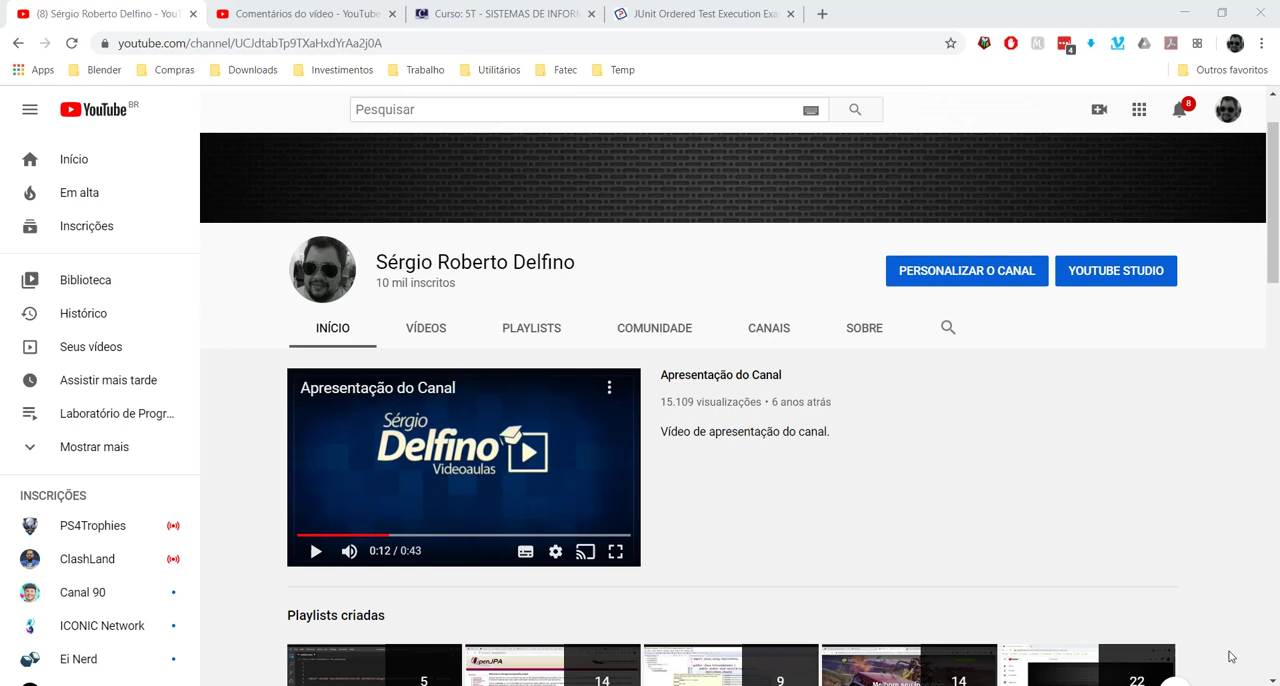 (8) Sérgio Roberto Delfino - YouT
Comentários do vídeo - YouTube
Curso: 5T - SISTEMAS DE INFORM
JUnit Ordered Test Execution Exa
youtube.com/channel/UCJdtabTp9TXaHxdYrAa2j0A
4
Apps
Blender
Compras
Downloads
Investimentos
Trabalho
Utilitários
Fatec
Temp
Outros favoritos
YouTube BR
Pesquisar
8
Início
Em alta
Inscrições
Biblioteca
Histórico
Seus vídeos
Assistir mais tarde
Laboratório de Progr...
Mostrar mais
INSCRIÇÕES
PS4Trophies
ClashLand
Canal 90
ICONIC Network
Ei Nerd
Sérgio Roberto Delfino
10 mil inscritos
PERSONALIZAR O CANAL
YOUTUBE STUDIO
INÍCIO
VÍDEOS
PLAYLISTS
COMUNIDADE
CANAIS
SOBRE
Apresentação do Canal
Sérgio
Delfino
Videoaulas
0:12 / 0:43
Apresentação do Canal
15.109 visualizações • 6 anos atrás
Vídeo de apresentação do canal.
Playlists criadas
5
OpenJPA
14
9
14
22